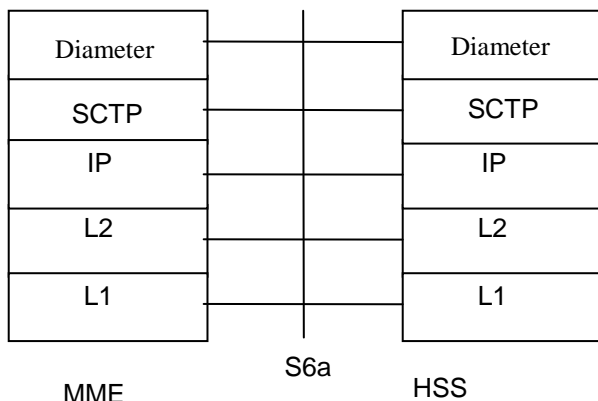 Diameter Diameter
SCTP SCTP
IP IP
L2 L2
L1 L1
S6a
MME HSS